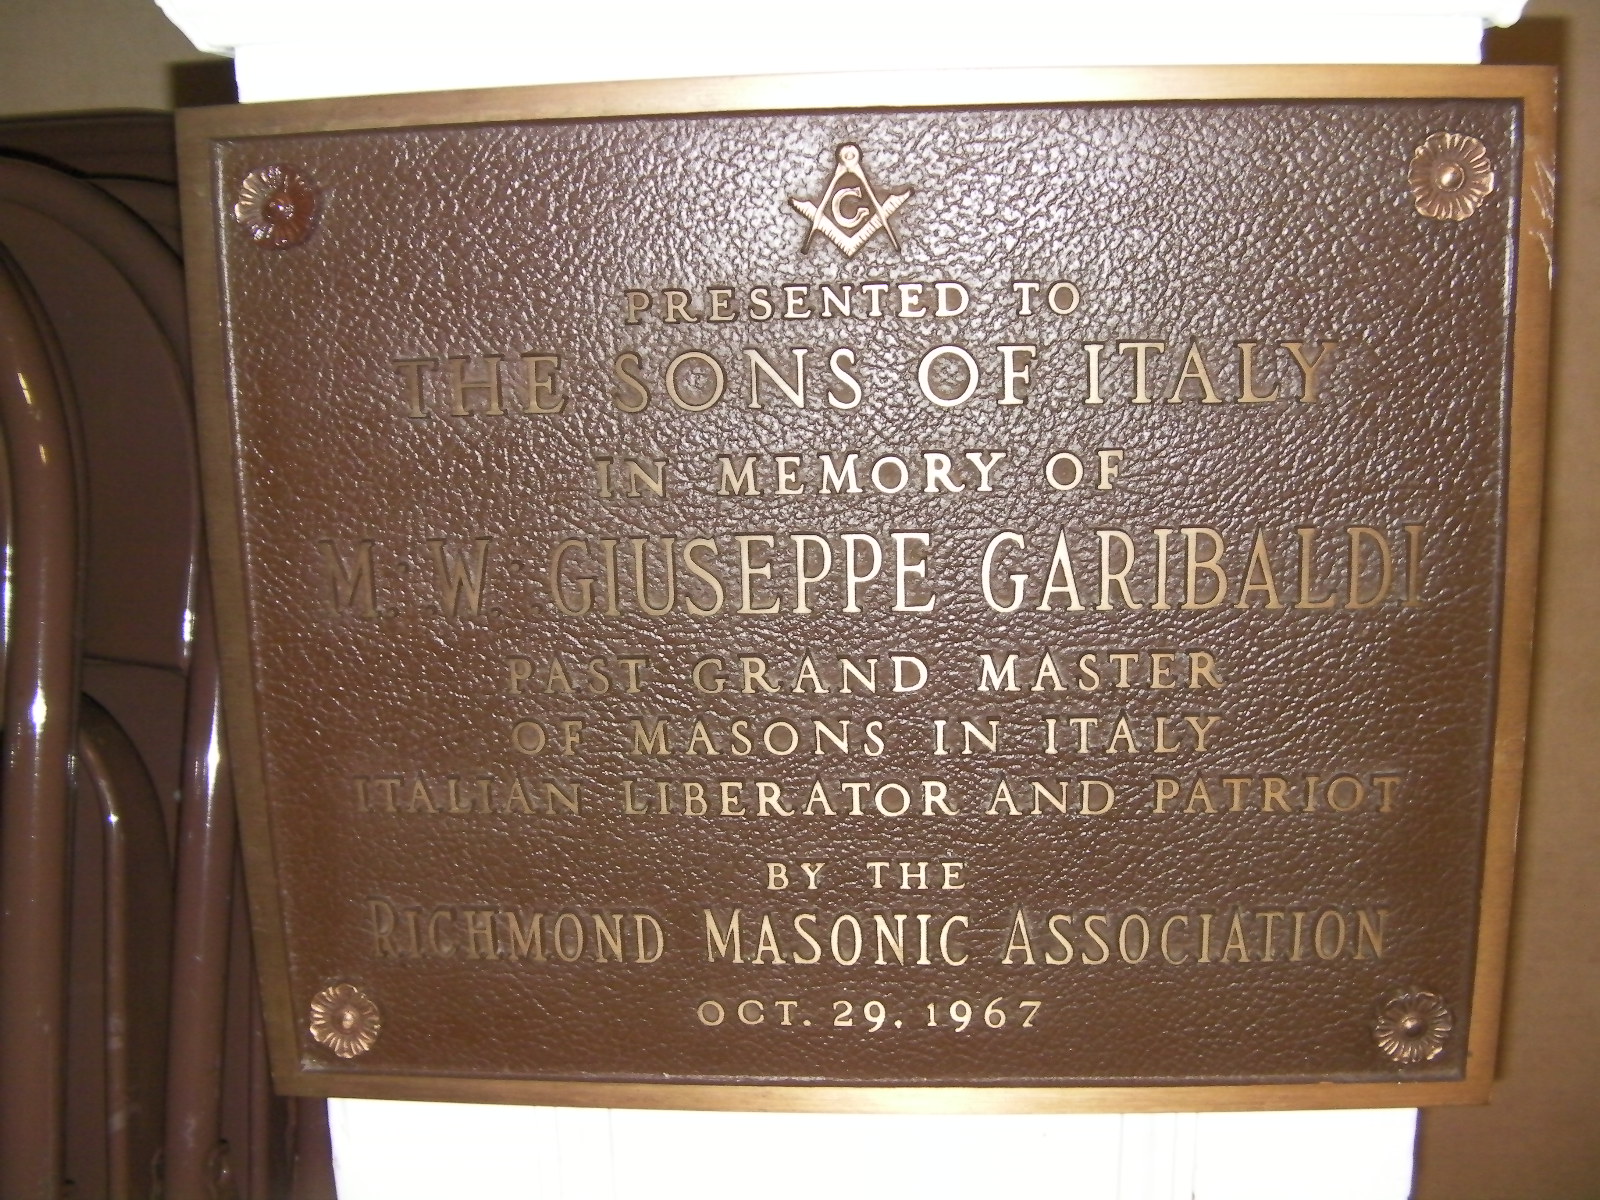 G
PRESENTED TO
THE SONS OF ITALY
IN MEMORY OF
M∴W∴GIUSEPPE GARIBALDI
PAST GRAND MASTER
OF MASONS IN ITALY
ITALIAN LIBERATOR AND PATRIOT
BY THE
RICHMOND MASONIC ASSOCIATION
OCT. 29. 1967